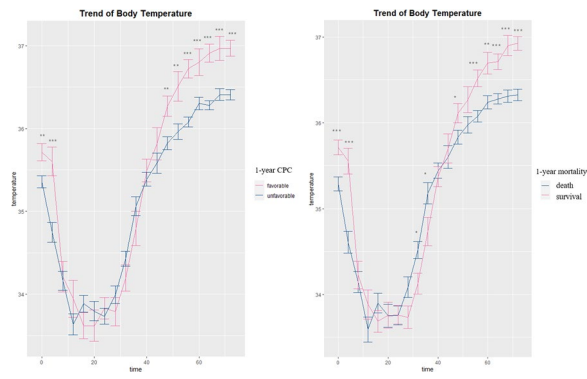 Trend of Body Temperature
***
***
***
***
***
**
**
**
***
37
36
35
34
temperature
0
20
40
60
time
1-year CPC
favorable
unfavorable
Trend of Body Temperature
***
***
***
**
***
*
***
***
*
*
37
36
35
34
temperature
0
20
40
60
time
1-year mortality
death
survival